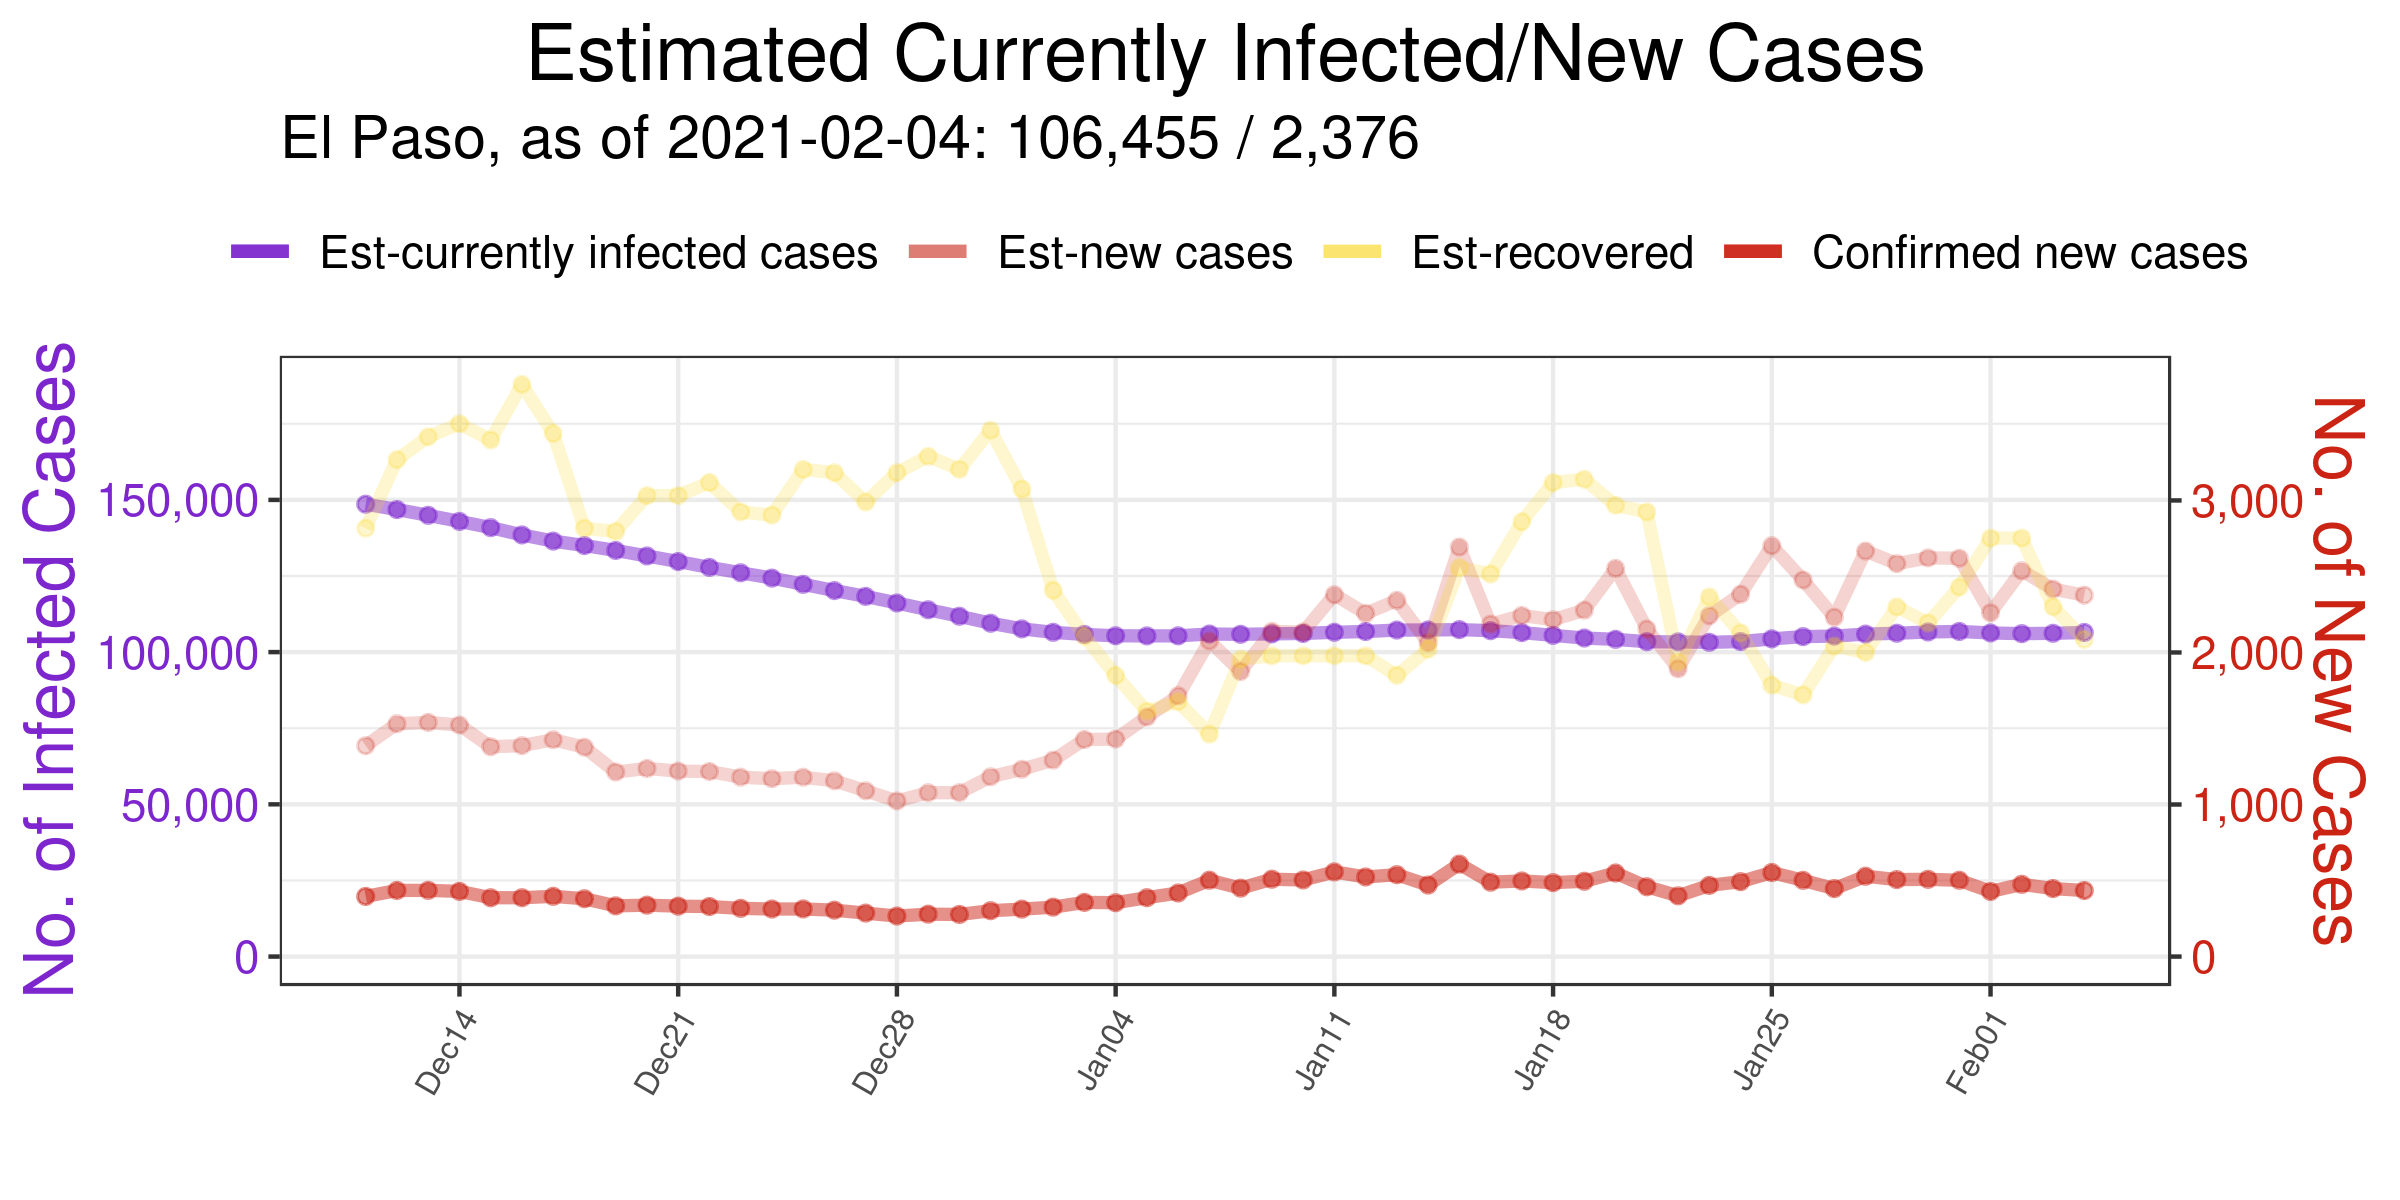 Estimated Currently Infected/New Cases
El Paso, as of 2021-02-04: 106,455 / 2,376
Est-currently infected cases Est-new cases Est-recovered Confirmed new cases
No. of Infected Cases
150,000
100,000
50,000
0
3,000
2,000
1,000
0
No. of New Cases
Dec14 Dec21 Dec28 Jan04 Jan11 Jan18 Jan25 Feb01